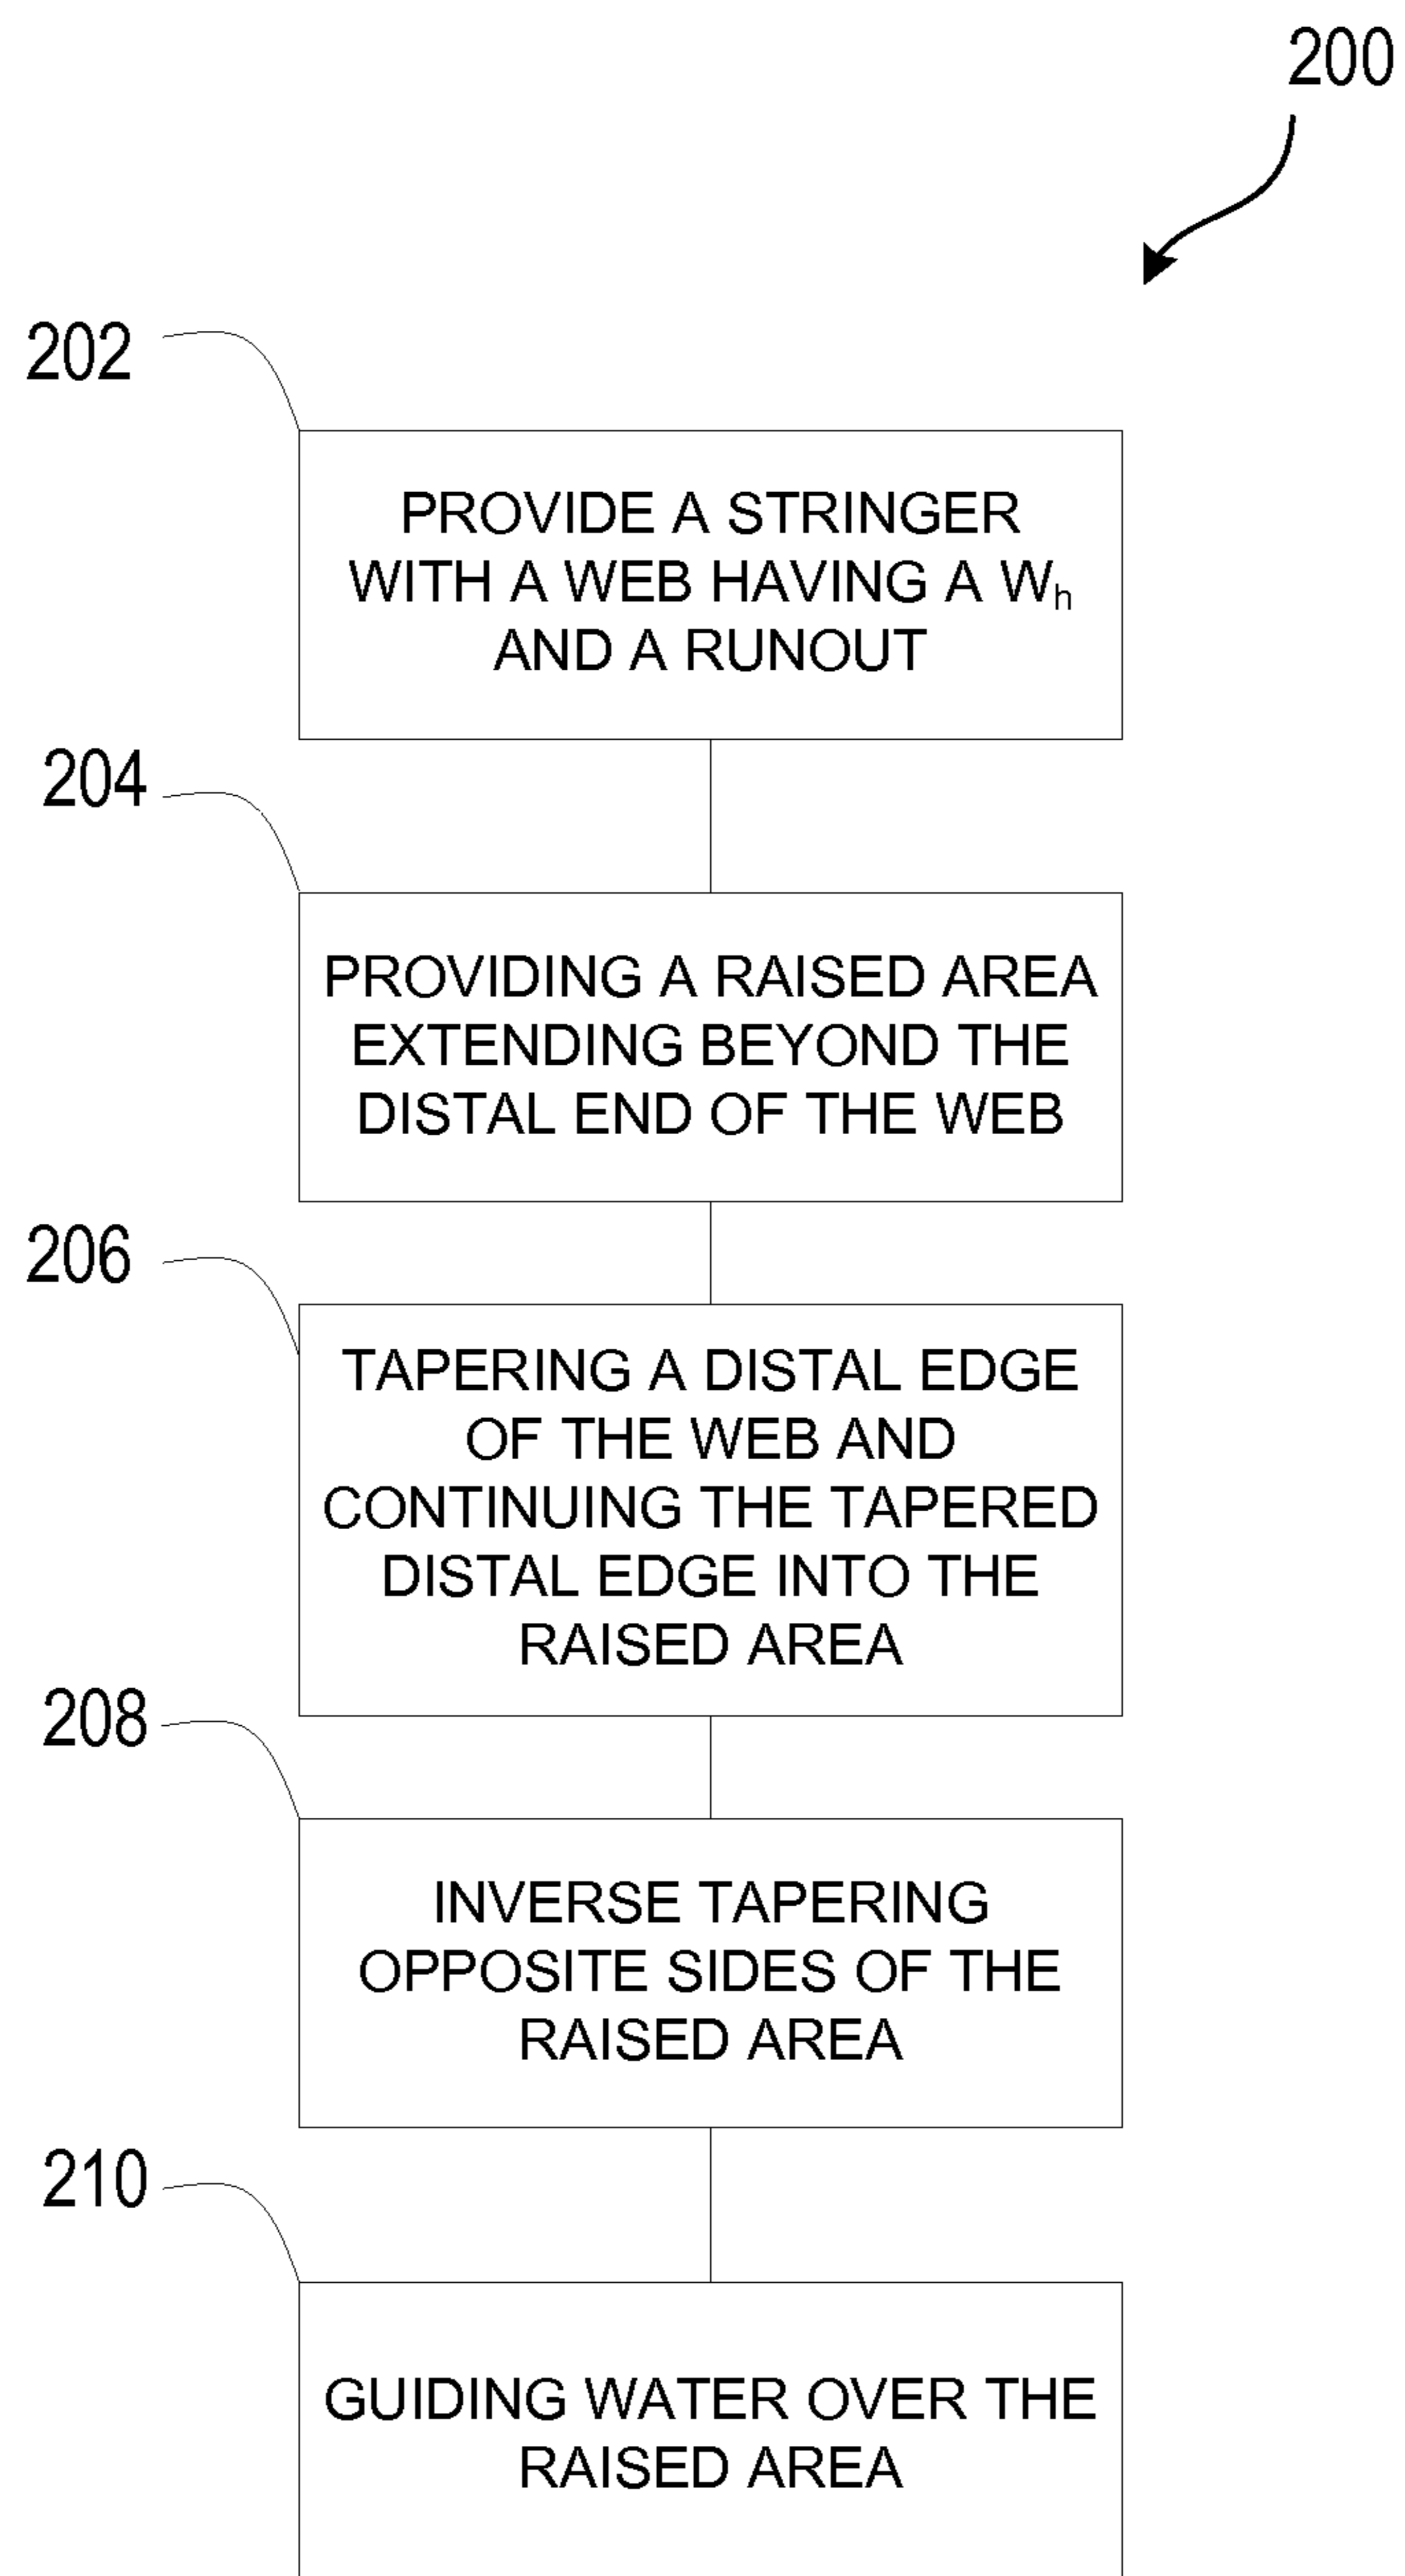 200
202
PROVIDE A STRINGER
WITH A WEB HAVING A Wh
AND A RUNOUT
204
PROVIDING A RAISED AREA
EXTENDING BEYOND THE
DISTAL END OF THE WEB
206
TAPERING A DISTAL EDGE
OF THE WEB AND
CONTINUING THE TAPERED
DISTAL EDGE INTO THE
RAISED AREA
208
INVERSE TAPERING
OPPOSITE SIDES OF THE
RAISED AREA
210
GUIDING WATER OVER THE
RAISED AREA